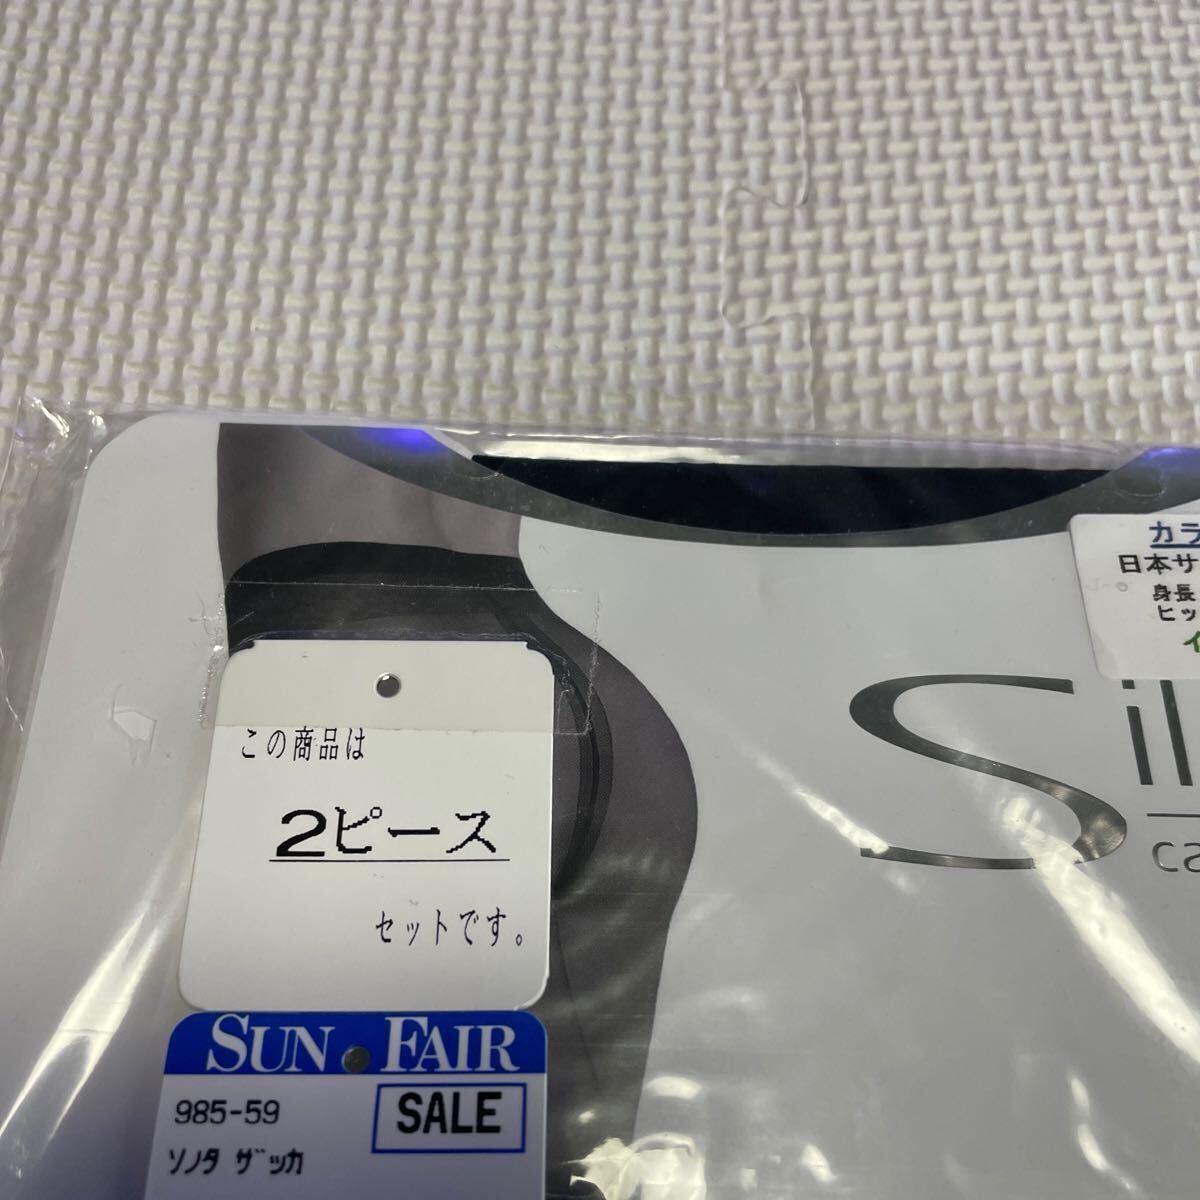 この商品は
2ピース
セットです。
SUN FAIR
985-59
SALE
ソノタ ザッカ
カラ
日本サ
身長
ヒッ
イ
Sil
ca